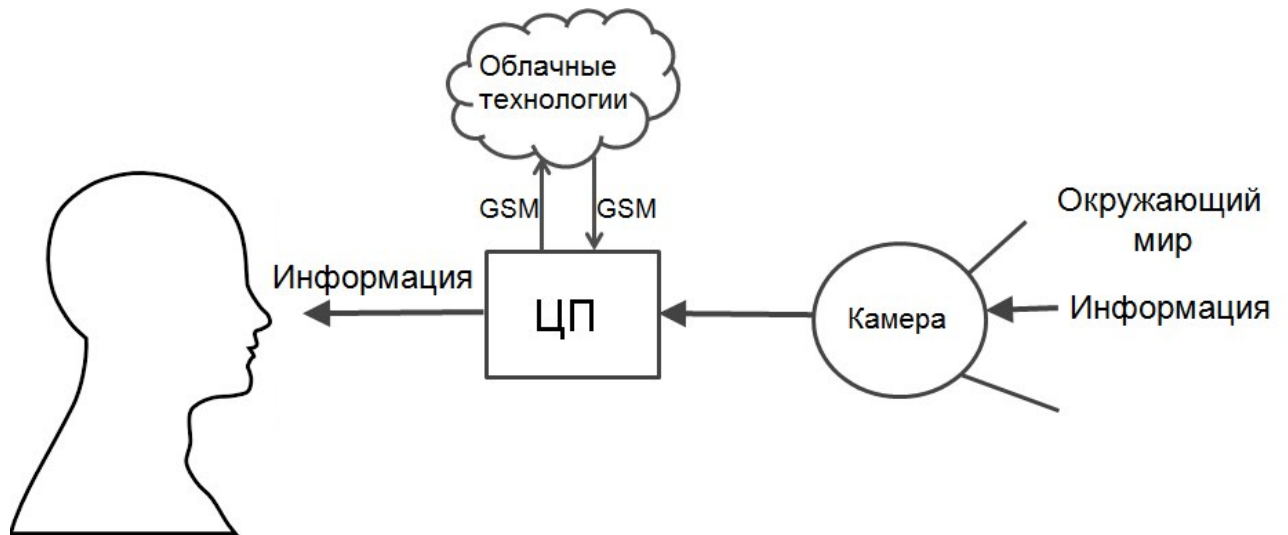 Облачные
технологии
GSM
GSM
Окружающий
мир
Информация
ЦП
Камера
Информация